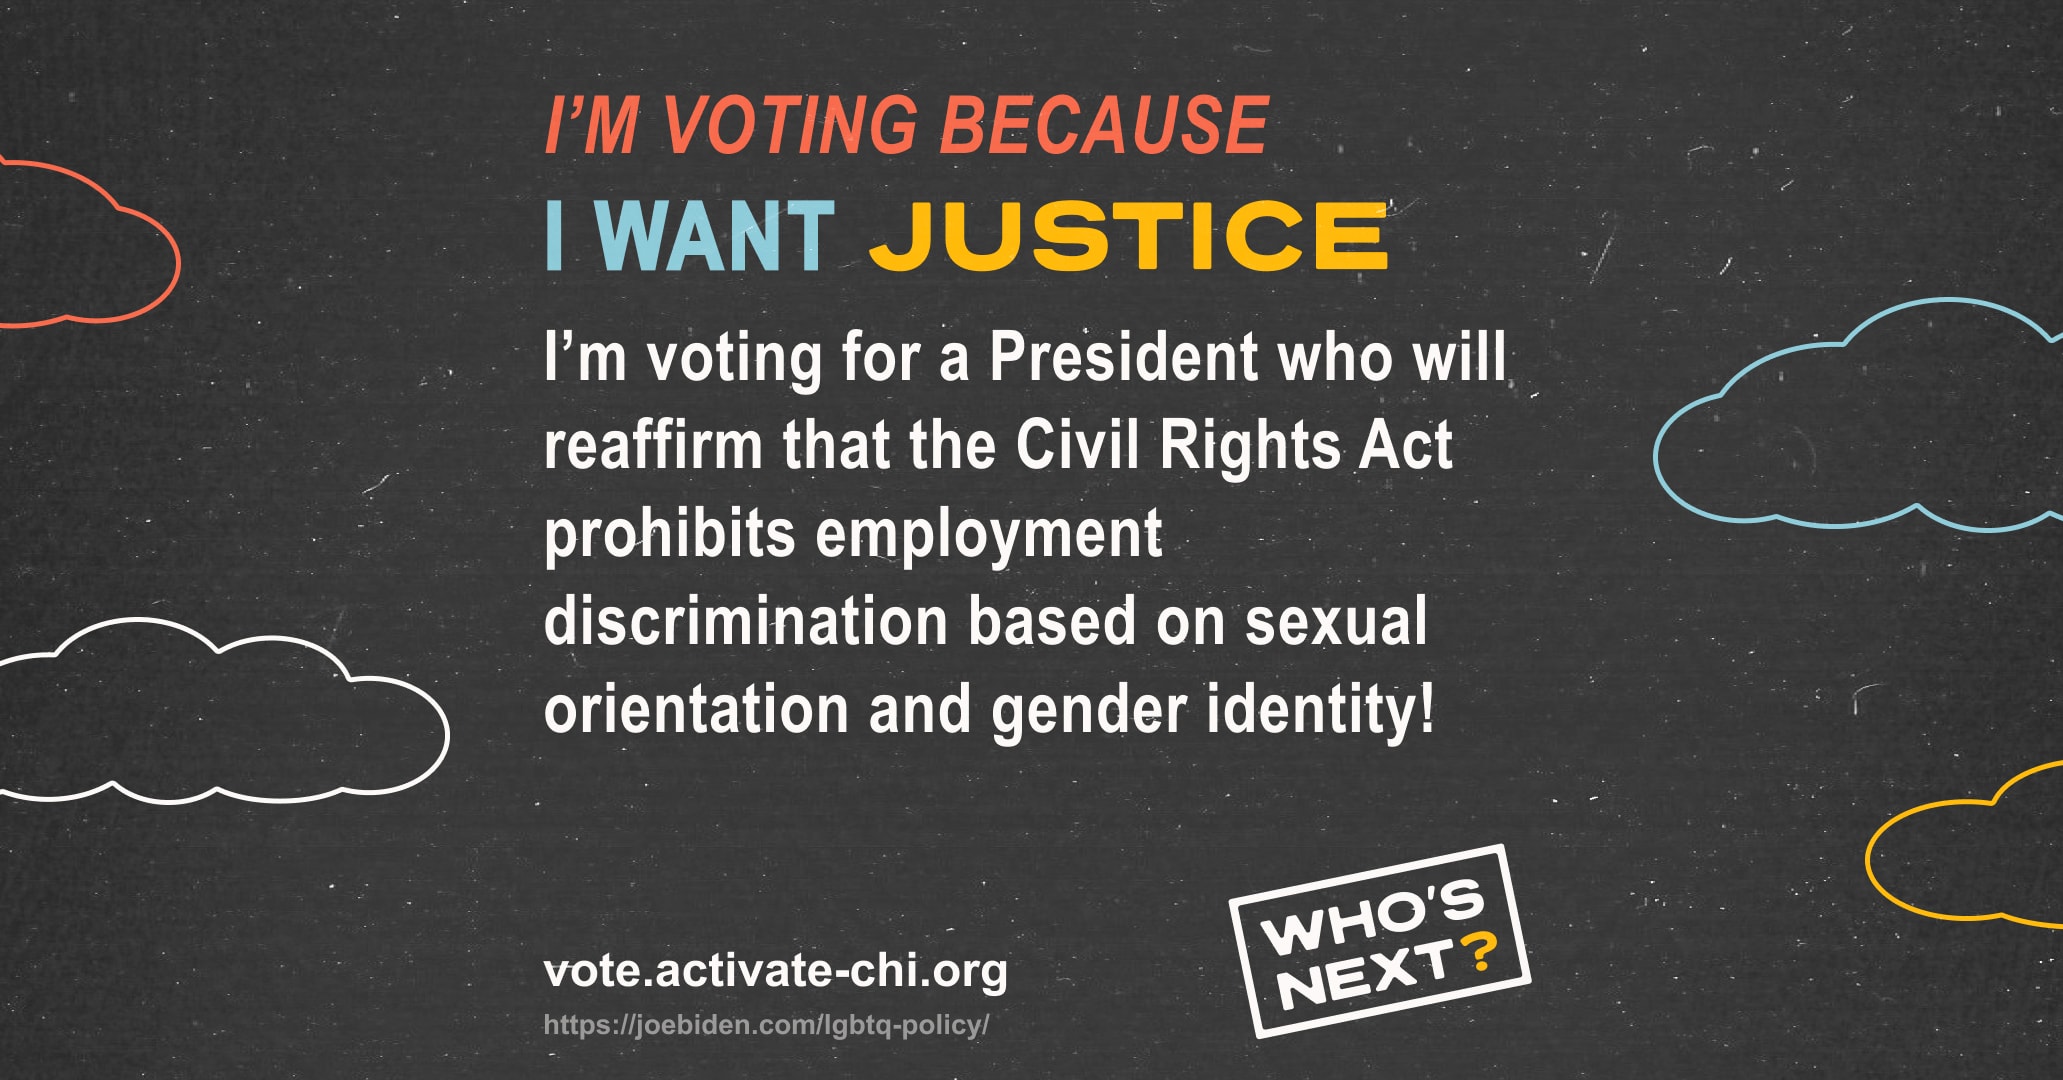 I’M VOTING BECAUSE
I WANT JUSTICE
I’m voting for a President who will
reaffirm that the Civil Rights Act
prohibits employment
discrimination based on sexual
orientation and gender identity!
WHO’S
NEXT?
vote.activate-chi.org
https://joebiden.com/lgbtq-policy/